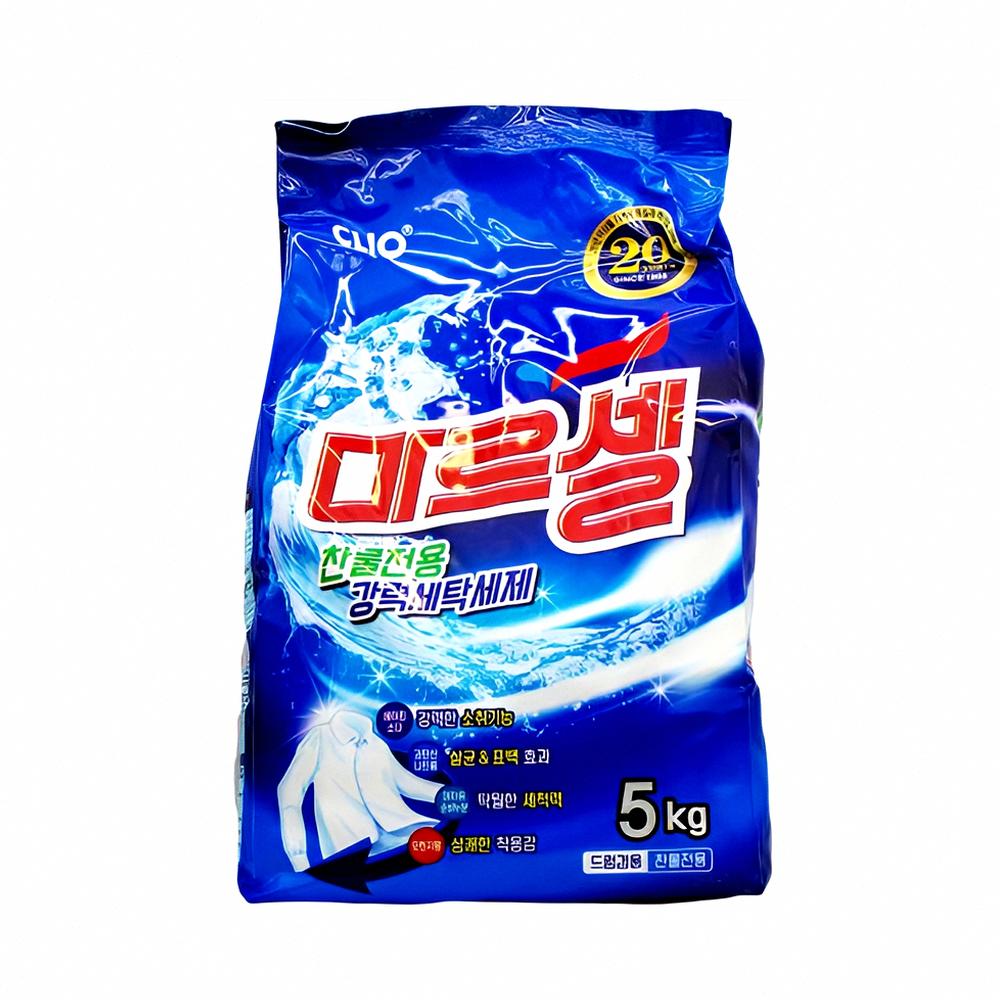 CLIO®
20
미르셀
찬물전용
강력세탁세제
강력한 소취기능
살균 & 표백 효과
탁월한 세척력
상쾌한 착용감
5kg
드럼겸용 찬물전용